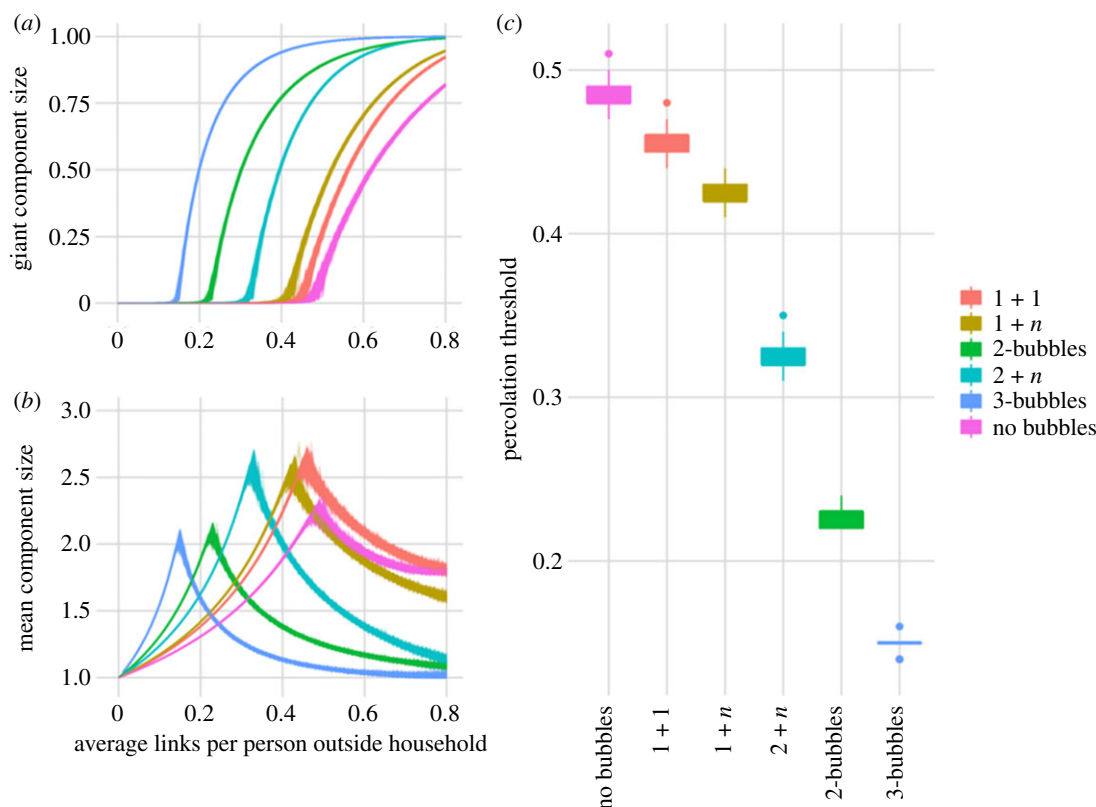 (a)
giant component size
1.00
0.75
0.50
0.25
0
0 0.2 0.4 0.6 0.8
(b)
mean component size
3.0
2.5
2.0
1.5
1.0
0 0.2 0.4 0.6 0.8
average links per person outside household
(c)
percolation threshold
0.5
0.4
0.3
0.2
no bubbles
1 + 1
1 + n
2 + n
2-bubbles
3-bubbles
1 + 1
1 + n
2-bubbles
2 + n
3-bubbles
no bubbles